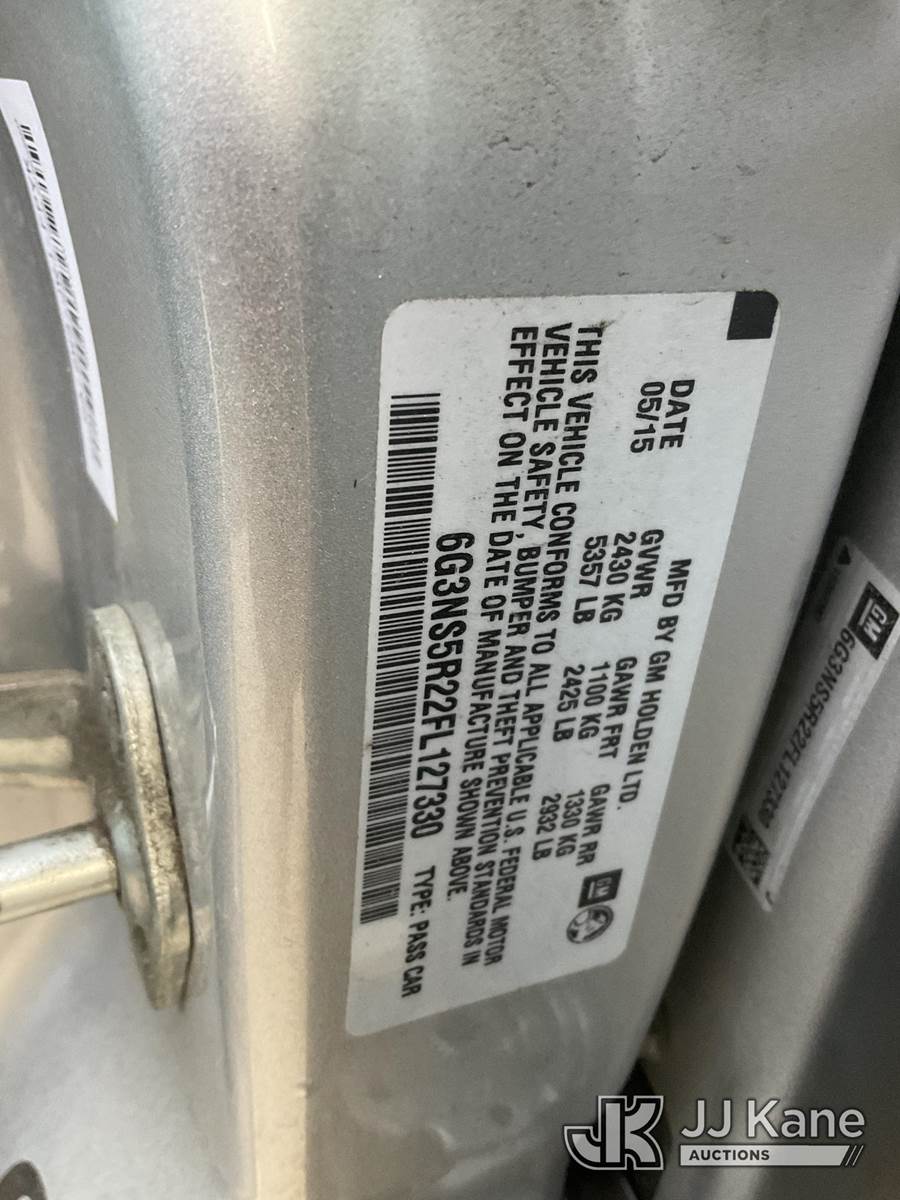 DATE MFD BY GM HOLDEN LTD.
05/15 GVWR GAWR FRT GAWR RR GM
2430 KG 1100 KG 1330 KG
5357 LB 2425 LB 2932 LB
THIS VEHICLE CONFORMS TO ALL APPLICABLE U.S. FEDERAL MOTOR
VEHICLE SAFETY, BUMPER AND THEFT PREVENTION STANDARDS IN
EFFECT ON THE DATE OF MANUFACTURE SHOWN ABOVE.
6G3NS5R22FL127330 TYPE: PASS CAR
GM
6G3NS5R22FL127330
JK JJ Kane
AUCTIONS